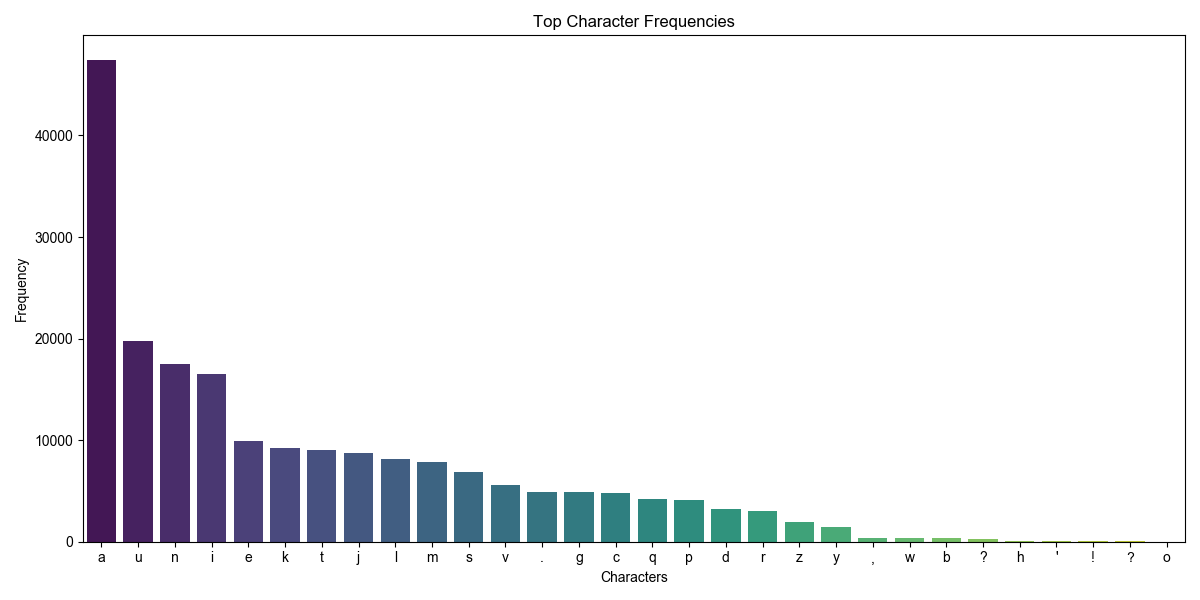 Top Character Frequencies
Frequency
40000
30000
20000
10000
0
a u n i e k t j l m s v . g c q p d r z y , w b ? h ' ! ? o
Characters